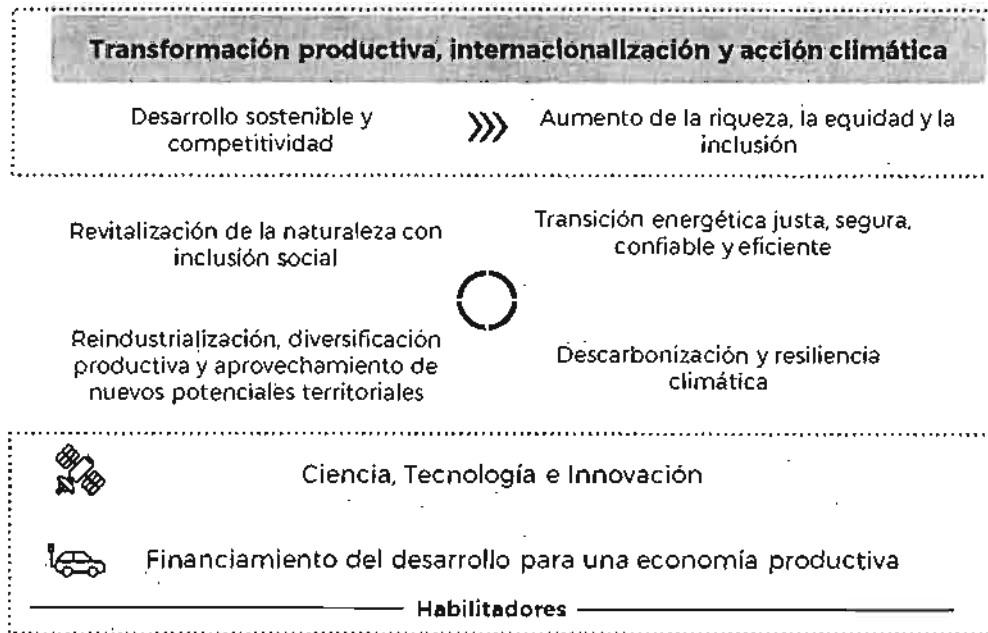 Transformación productiva, internacionalización y acción climática
Desarrollo sostenible y
competitividad
Aumento de la riqueza, la equidad y la
inclusión
Revitalización de la naturaleza con
inclusión social
Transición energética justa, segura,
confiable y eficiente
Reindustrialización, diversificación
productiva y aprovechamiento de
nuevos potenciales territoriales
Descarbonización y resiliencia
climática
Ciencia, Tecnología e Innovación
Financiamiento del desarrollo para una economía productiva
Habilitadores